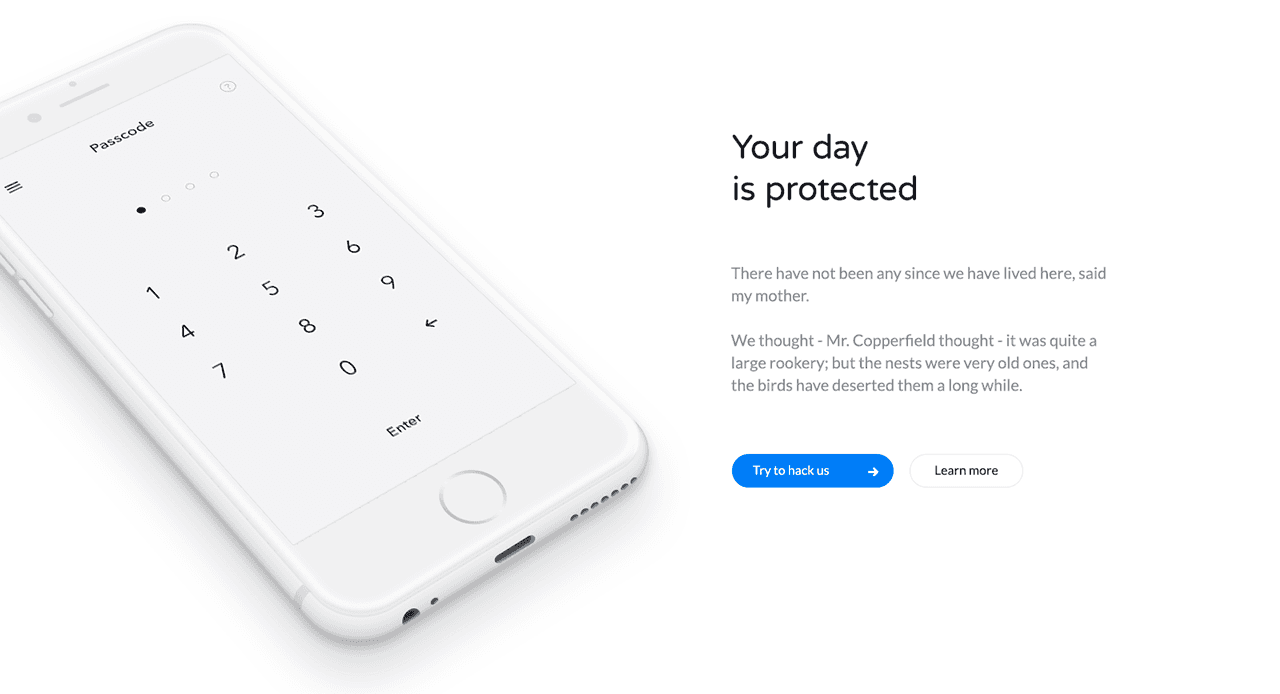 Passcode
?
1 2 3
4 5 6
7 8 9
0 ←
Enter
Your day
is protected
There have not been any since we have lived here, said
my mother.
We thought - Mr. Copperfield thought - it was quite a
large rookery; but the nests were very old ones, and
the birds have deserted them a long while.
Try to hack us →
Learn more